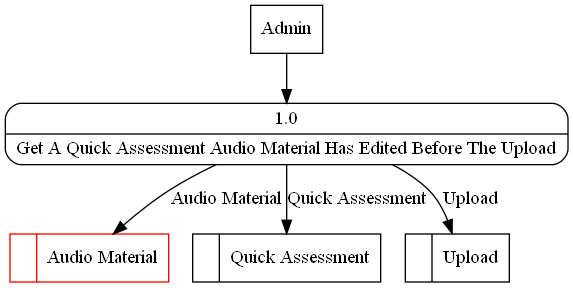 Admin
1.0
Get A Quick Assessment Audio Material Has Edited Before The Upload
Audio Material Quick Assessment Upload
Audio Material Quick Assessment Upload